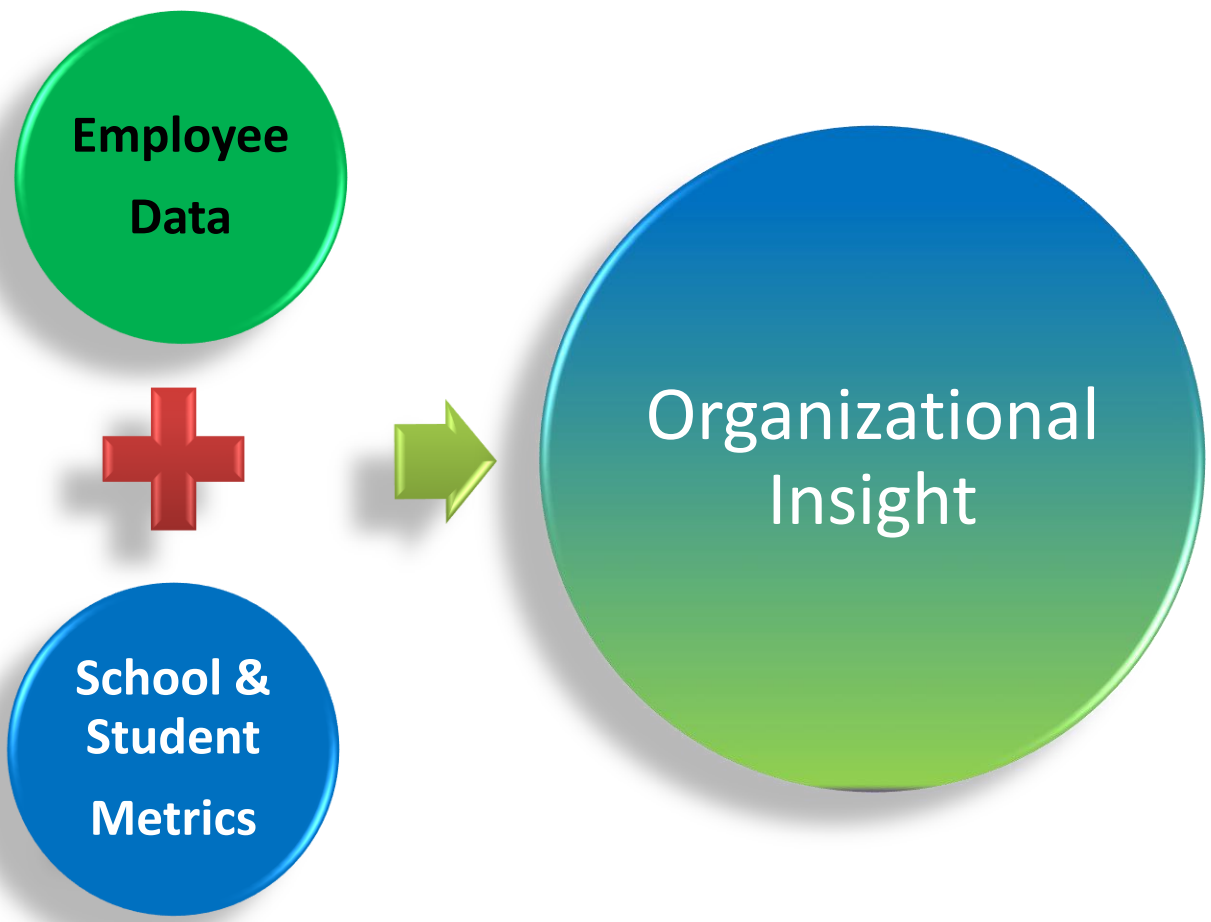 Employee
Data
School &
Student
Metrics
Organizational
Insight